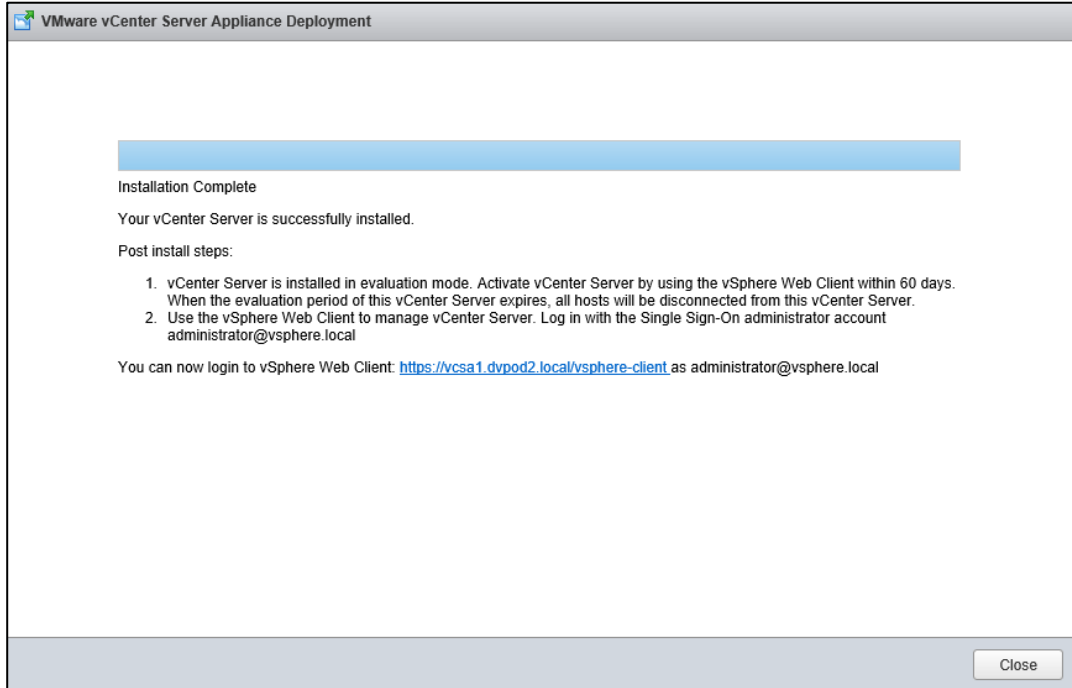 VMware vCenter Server Appliance Deployment
Installation Complete
Your vCenter Server is successfully installed.
Post install steps:
1. vCenter Server is installed in evaluation mode. Activate vCenter Server by using the vSphere Web Client within 60 days.
When the evaluation period of this vCenter Server expires, all hosts will be disconnected from this vCenter Server.
2. Use the vSphere Web Client to manage vCenter Server. Log in with the Single Sign-On administrator account
administrator@vsphere.local
You can now login to vSphere Web Client: https://vcsa1.dvpod2.local/vsphere-client as administrator@vsphere.local
Close